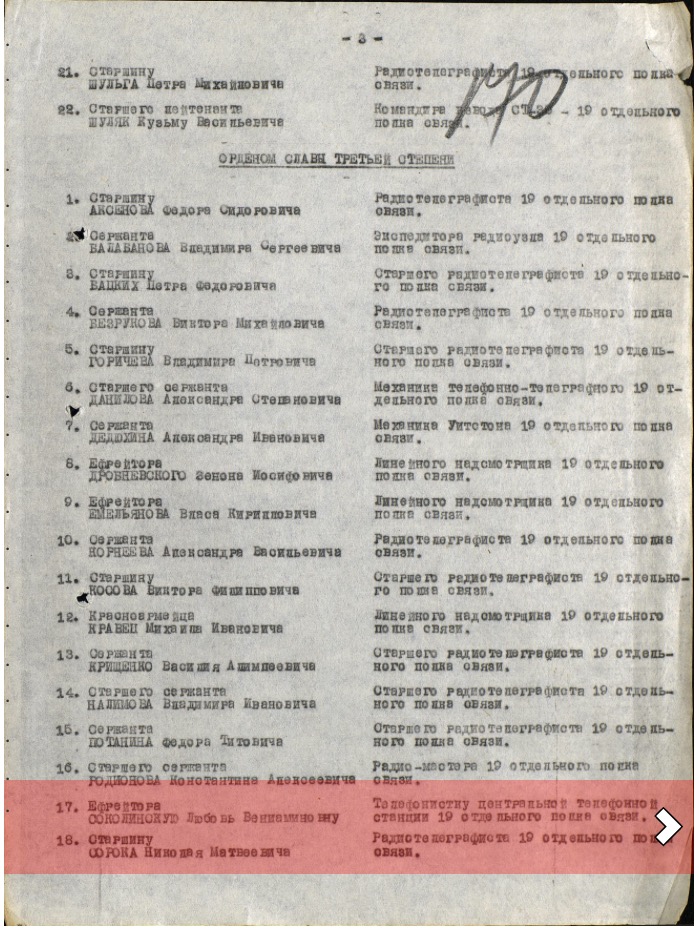 - 3 -
21. Старшину Радиотелеграфиста 19 отдельного полка
ШУЛЬГА Петра Михайловича связи.
22. Старшего лейтенанта Командира взвода - 19 отдельного
ШУЛЯК Кузьму Васильевича полка связи.
ОРДЕНОМ СЛАВЫ ТРЕТЬЕЙ СТЕПЕНИ
1. Старшину Радиотелеграфиста 19 отдельного полка
АКСЕНОВА Федора Сидоровича связи.
2. Сержанта Экспедитора радиоузла 19 отдельного
БАЛАБАНОВА Владимира Сергеевича полка связи.
3. Старшину Старшего радиотелеграфиста 19 отдельно-
БАЦКИХ Петра Федоровича го полка связи.
4. Сержанта Радиотелеграфиста 19 отдельного полка
БЕЗРУКОВА Виктора Михайловича связи.
5. Старшину Старшего радиотелеграфиста 19 отдель-
ГОРИЧЕВА Владимира Петровича ного полка связи.
6. Старшего сержанта Механика телефонно-телеграфного 19 от-
ДАНИЛОВА Александра Степановича дельного полка связи.
7. Сержанта Механика Уитстона 19 отдельного полка
ДЕДЮХИНА Александра Ивановича связи.
8. Ефрейтора Линейного надсмотрщика 19 отдельного
ДРОБНЕВСКОГО Зенона Иосифовича полка связи.
9. Ефрейтора Линейного надсмотрщика 19 отдельного
ЕМЕЛЬЯНОВА Власа Кирилловича полка связи.
10. Сержанта Радиотелеграфиста 19 отдельного полка
КОРНЕЕВА Александра Васильевича связи.
11. Старшину Старшего радиотелеграфиста 19 отдельно-
КОСОВА Виктора Филипповича го полка связи.
12. Красноармейца Линейного надсмотрщика 19 отдельного
КРАВЕЦ Михаила Ивановича полка связи.
13. Сержанта Старшего радиотелеграфиста 19 отдель-
КРИЩЕНКО Василия Алимпеевича ного полка связи.
14. Старшего сержанта Старшего радиотелеграфиста 19 отдель-
НАЛИМОВА Владимира Ивановича ного полка связи.
15. Сержанта Старшего радиотелеграфиста 19 отдель-
ПОТАНИНА Федора Титовича ного полка связи.
16. Старшего сержанта Радио-мастера 19 отдельного полка
РОДИОНОВА Константина Алексеевича связи.
17. Ефрейтора Телефонистку центральной телефонной
СОКОЛИНСКУЮ Любовь Вениаминовну станции 19 отдельного полка связи.
18. Старшину Радиотелеграфиста 19 отдельного полка
СОРОКА Николая Матвеевича связи.